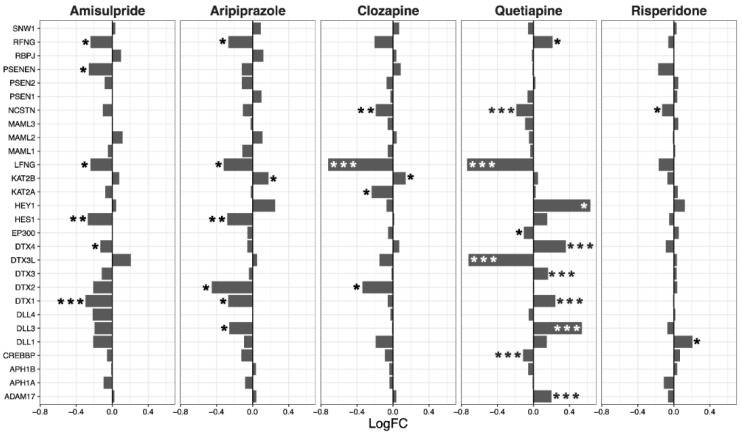 Amisulpride Aripiprazole Clozapine Quetiapine Risperidone
SNW1
RFNG * * *
RBPJ
PSENEN *
PSEN2
PSEN1
NCSTN ** *** *
MAML3
MAML2
MAML1
LFNG * * *** ***
KAT2B * *
KAT2A *
HEY1 *
HES1 ** **
EP300 *
DTX4 * ***
DTX3L ***
DTX3 ***
DTX2 * *
DTX1 *** * ***
DLL4
DLL3 * ***
DLL1 *
CREBBP ***
APH1B
APH1A
ADAM17 ***
-0.8 -0.4 0.0 0.4 -0.8 -0.4 0.0 0.4 -0.8 -0.4 0.0 0.4 -0.8 -0.4 0.0 0.4 -0.8 -0.4 0.0 0.4
LogFC